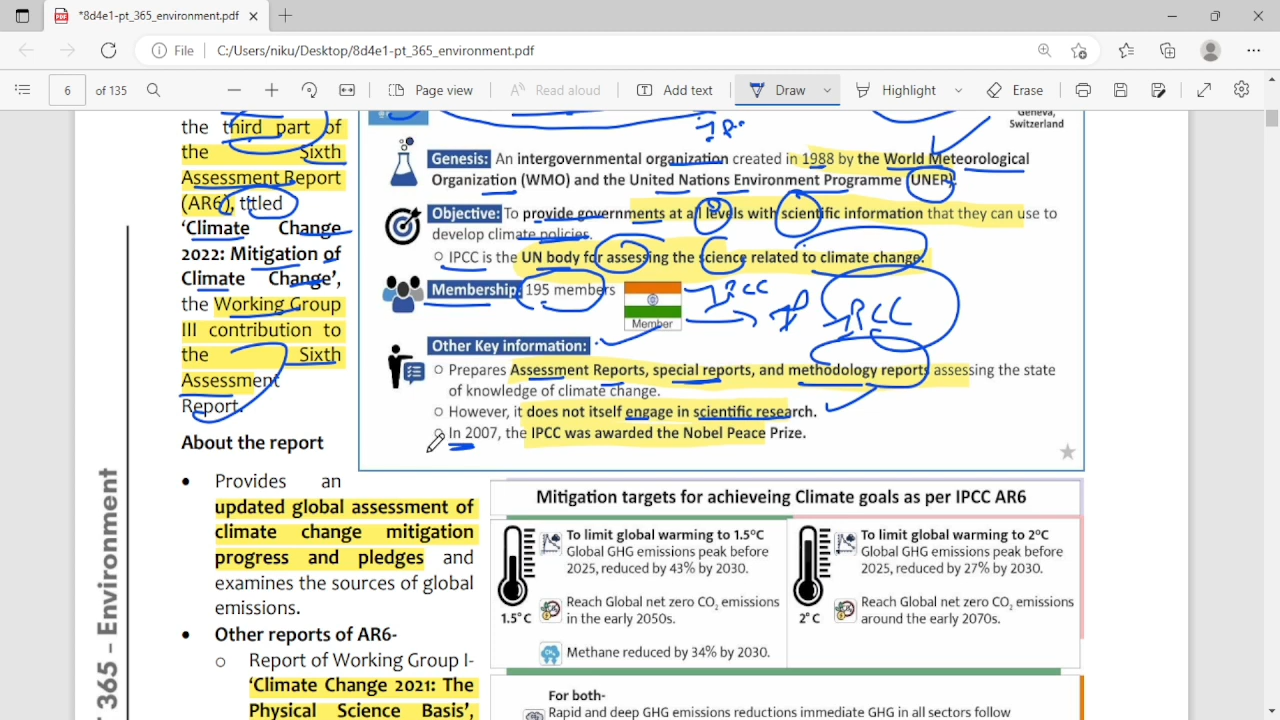 *8d4e1-pt_365_environment.pdf
File
C:/Users/niku/Desktop/8d4e1-pt_365_environment.pdf
6
of 135
Page view
Read aloud
Add text
Draw
Highlight
Erase
the third part of
the Sixth
Assessment Report
(AR6), titled
‘Climate Change
2022: Mitigation of
Climate Change’,
the Working Group
III contribution to
the Sixth
Assessment
Report.
About the report
• Provides an
updated global assessment of
climate change mitigation
progress and pledges and
examines the sources of global
emissions.
• Other reports of AR6-
○ Report of Working Group I-
‘Climate Change 2021: The
Physical Science Basis’,
365 - Environment
Geneva,
Switzerland
Genesis: An intergovernmental organization created in 1988 by the World Meteorological
Organization (WMO) and the United Nations Environment Programme (UNEP).
Objective: To provide governments at all levels with scientific information that they can use to
develop climate policies.
○ IPCC is the UN body for assessing the science related to climate change.
Membership: 195 members
Member
Other Key information:
○ Prepares Assessment Reports, special reports, and methodology reports assessing the state
of knowledge of climate change.
○ However, it does not itself engage in scientific research.
○ In 2007, the IPCC was awarded the Nobel Peace Prize.
Mitigation targets for achieveing Climate goals as per IPCC AR6
To limit global warming to 1.5°C
Global GHG emissions peak before
2025, reduced by 43% by 2030.
Reach Global net zero CO₂ emissions
in the early 2050s.
1.5°C
Methane reduced by 34% by 2030.
To limit global warming to 2°C
Global GHG emissions peak before
2025, reduced by 27% by 2030.
Reach Global net zero CO₂ emissions
around the early 2070s.
2°C
For both-
Rapid and deep GHG emissions reductions immediate GHG in all sectors follow